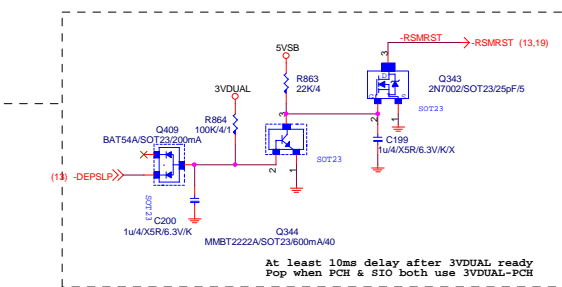 -RSMRST
-RSMRST (13,19)
5VSB
3
D
Q343
2N7002/SOT23/25pF/5
R863
22K/4
3VDUAL
G
S
SOT23
R864
100K/4/1
3
2
1
Q409
BAT54A/SOT23/200mA
C199
1u/4/X5R/6.3V/K/X
SOT23
(13) -DEPSLP
2
1
SOT23
C200
1u/4/X5R/6.3V/K
Q344
MMBT2222A/SOT23/600mA/40
At least 10ms delay after 3VDUAL ready
Pop when PCH & SIO both use 3VDUAL-PCH